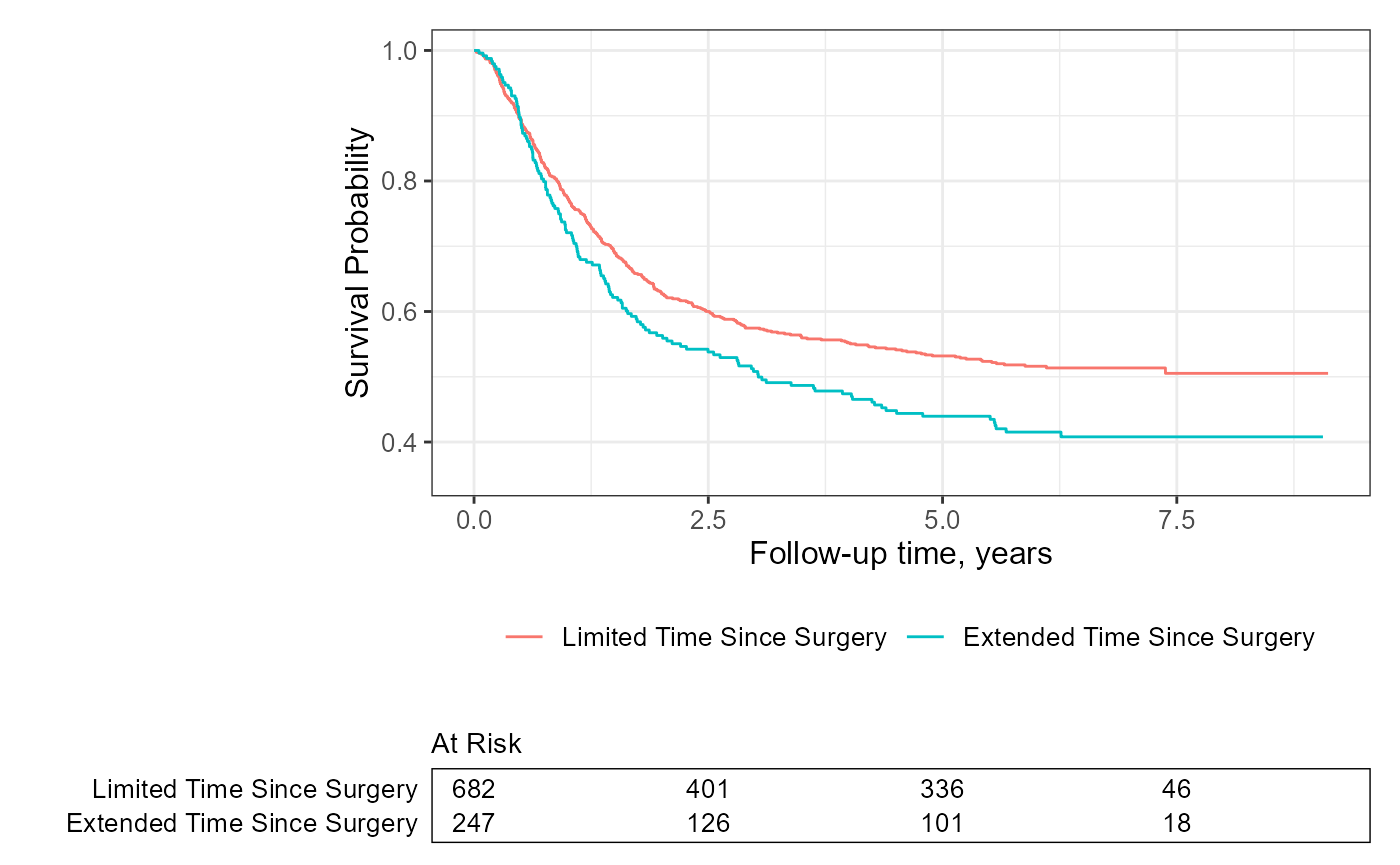 Survival Probability
1.0
0.8
0.6
0.4
0.0 2.5 5.0 7.5
Follow-up time, years
Limited Time Since Surgery Extended Time Since Surgery
At Risk
Limited Time Since Surgery 682 401 336 46
Extended Time Since Surgery 247 126 101 18